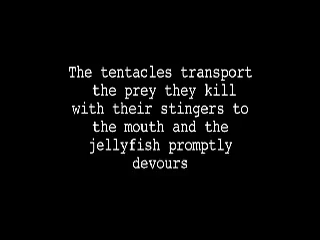 The tentacles transport
the prey they kill
with their stingers to
the mouth and the
jellyfish promptly
devours